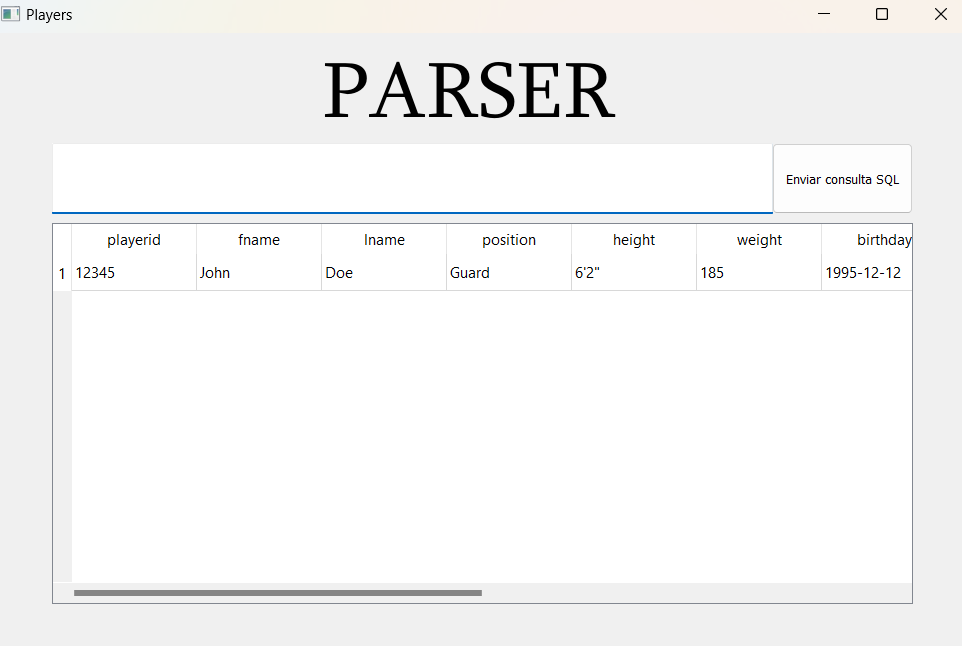 Players
PARSER
Enviar consulta SQL
playerid fname lname position height weight birthday
1 12345 John Doe Guard 6'2" 185 1995-12-12